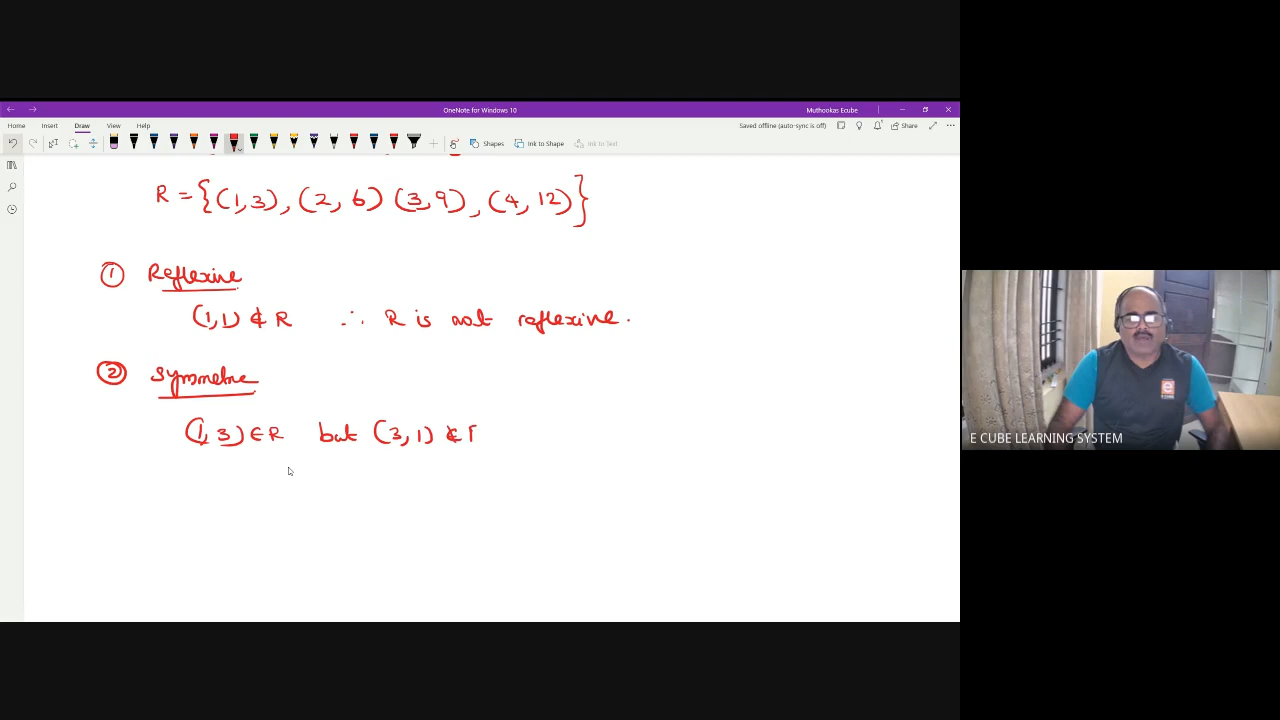 OneNote for Windows 10
Muthookas Ecube
Home Insert Draw View Help
Saved offline (auto-sync is off) Share
Shapes Ink to Shape Ink to Text
R = {(1,3), (2, 6) (3,9), (4, 12)}
① Reflexive
(1,1) ∉ R ∴ R is not reflexive.
② Symmetric
(1,3) ∈ R but (3,1) ∉
E CUBE LEARNING SYSTEM